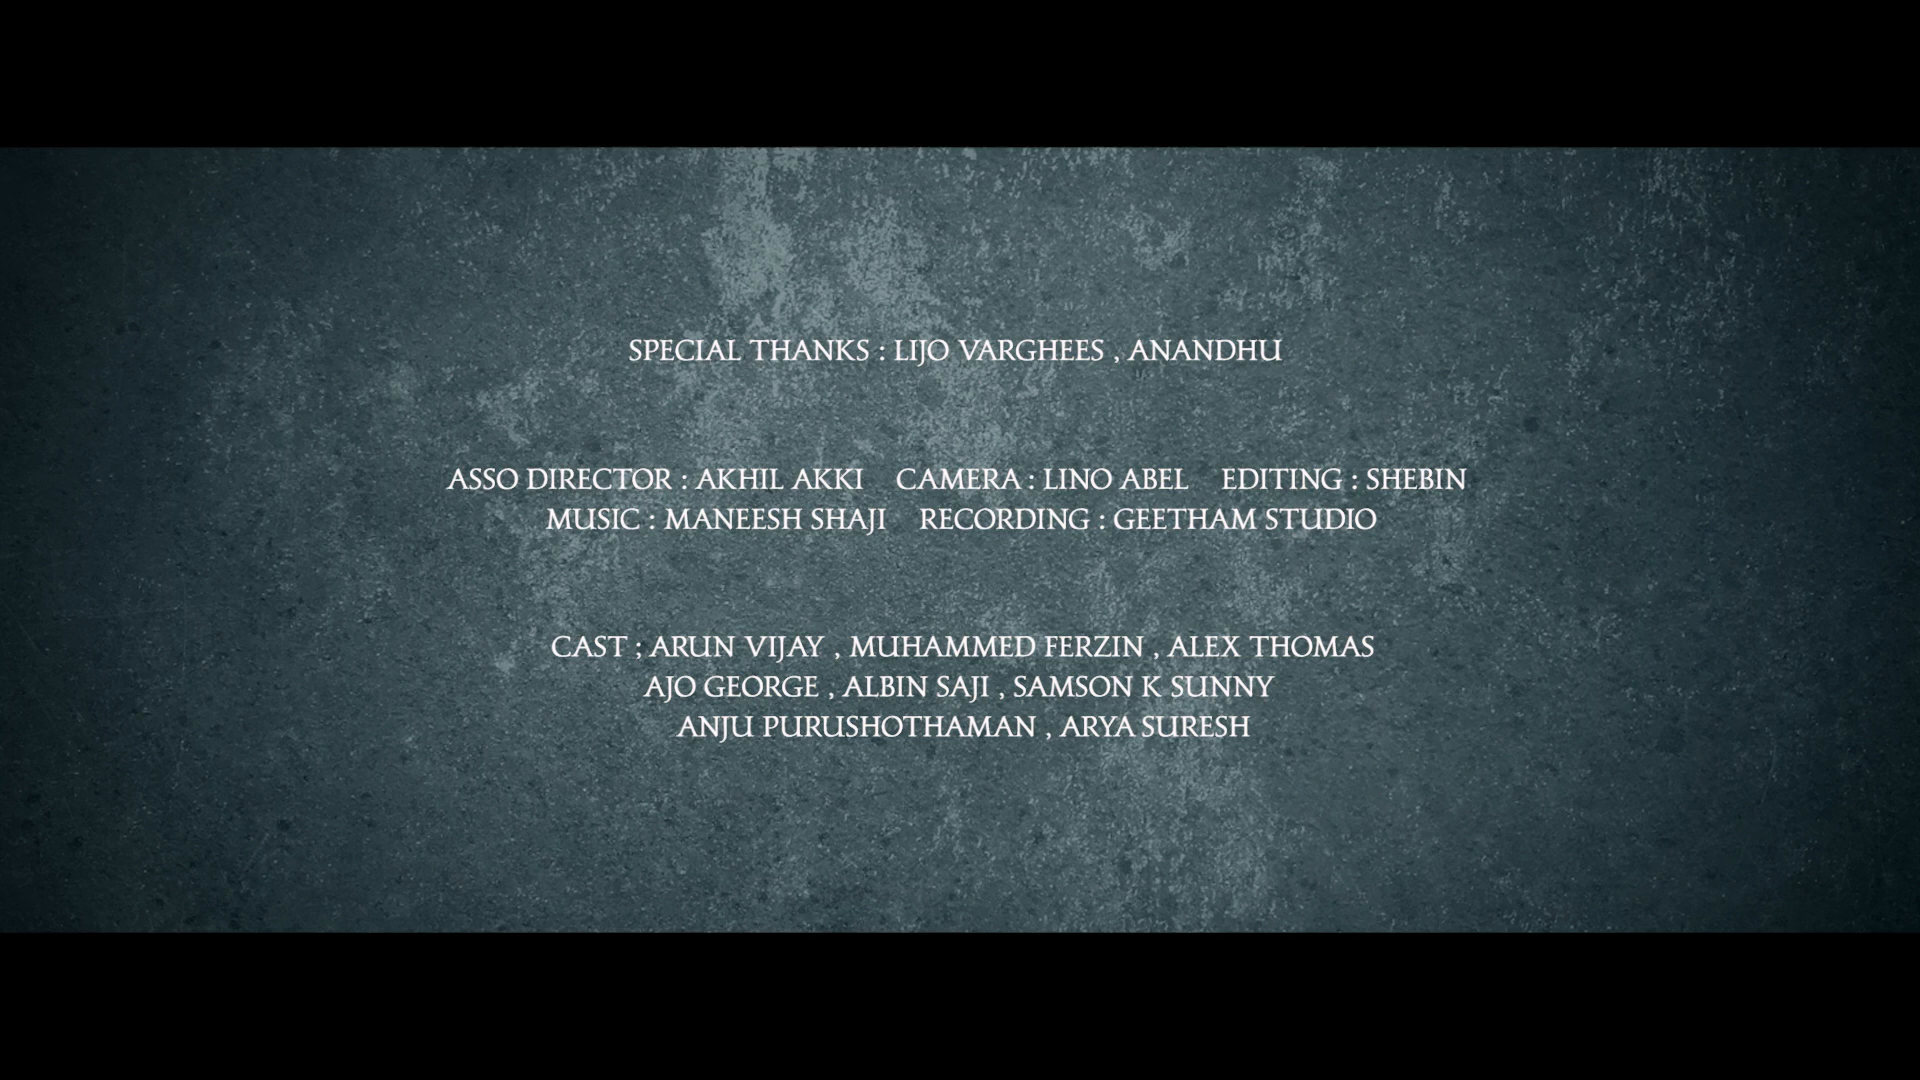 SPECIAL THANKS : LIJO VARGHEES , ANANDHU
ASSO DIRECTOR : AKHIL AKKI CAMERA : LINO ABEL EDITING : SHEBIN
MUSIC : MANEESH SHAJI RECORDING : GEETHAM STUDIO
CAST ; ARUN VIJAY , MUHAMMED FERZIN , ALEX THOMAS
AJO GEORGE , ALBIN SAJI , SAMSON K SUNNY
ANJU PURUSHOTHAMAN , ARYA SURESH